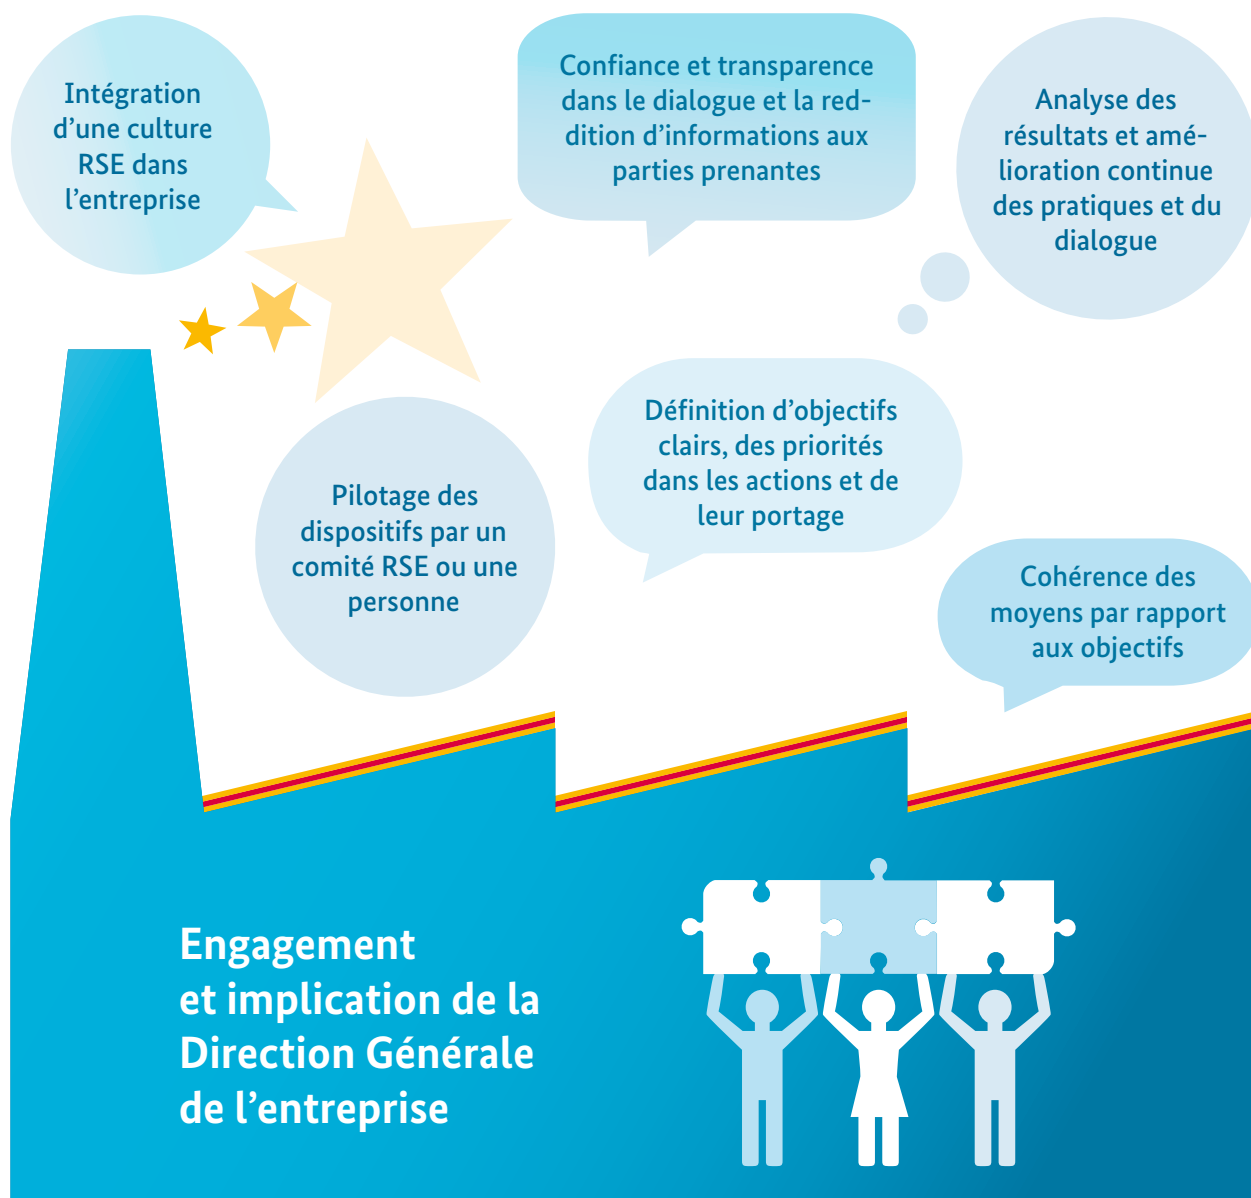 Intégration
d’une culture
RSE dans
l’entreprise
Confiance et transparence
dans le dialogue et la red-
dition d’informations aux
parties prenantes
Analyse des
résultats et amé-
lioration continue
des pratiques et du
dialogue
Pilotage des
dispositifs par un
comité RSE ou une
personne
Définition d’objectifs
clairs, des priorités
dans les actions et de
leur portage
Cohérence des
moyens par rapport
aux objectifs
Engagement
et implication de la
Direction Générale
de l’entreprise